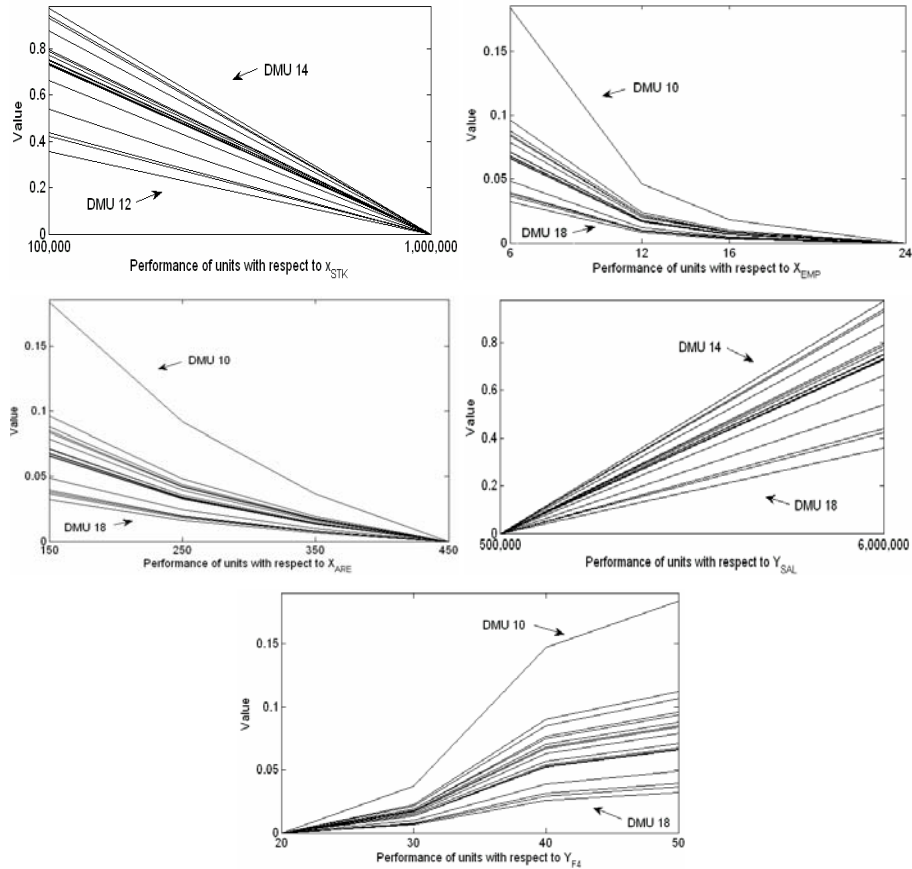 0.8
0.6
0.4
0.2
0
Value
DMU 14
DMU 12
100,000
1,000,000
Performance of units with respect to xSTK
0.15
0.1
0.05
0
Value
DMU 10
DMU 18
6
12
16
24
Performance of units with respect to XEMP
0.15
0.1
0.05
0
Value
DMU 10
DMU 18
150
250
350
450
Performance of units with respect to XARE
0.8
0.6
0.4
0.2
0
Value
DMU 14
DMU 18
500,000
6,000,000
Performance of units with respect to YSAL
0.15
0.1
0.05
0
Value
DMU 10
DMU 18
20
30
40
50
Performance of units with respect to YF4